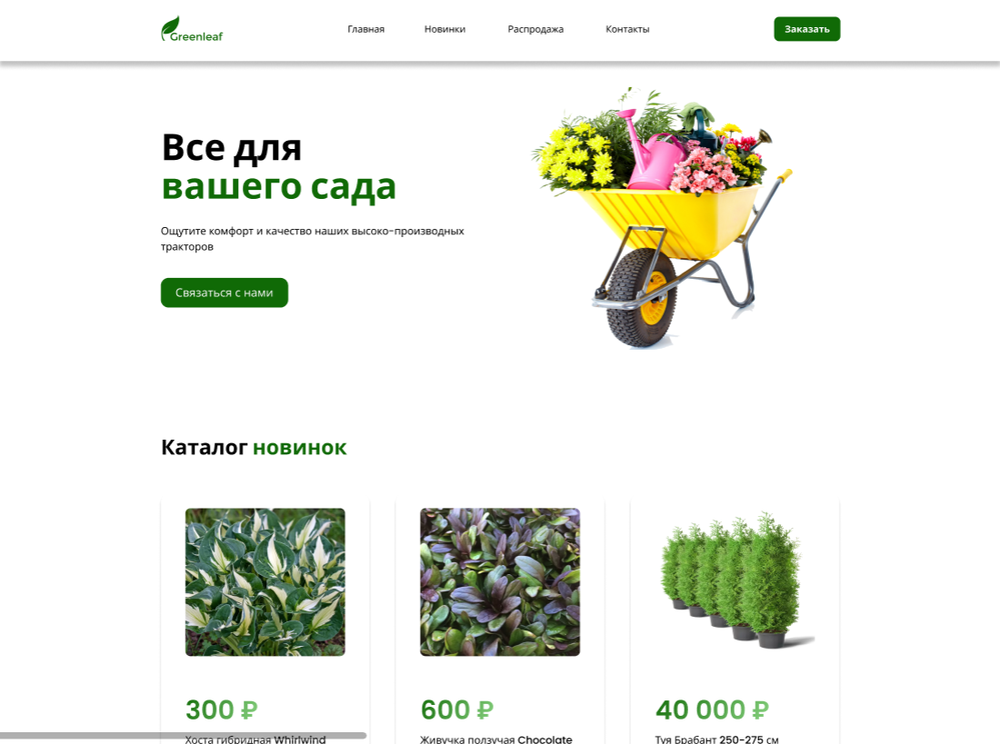 Greenleaf
Главная
Новинки
Распродажа
Контакты
Заказать
Все для
вашего сада
Ощутите комфорт и качество наших высоко-производных
тракторов
Связаться с нами
Каталог новинок
300 ₽
600 ₽
40 000 ₽
Хоста гибридная Whirlwind
Живучка ползучая Chocolate
Туя Брабант 250-275 см